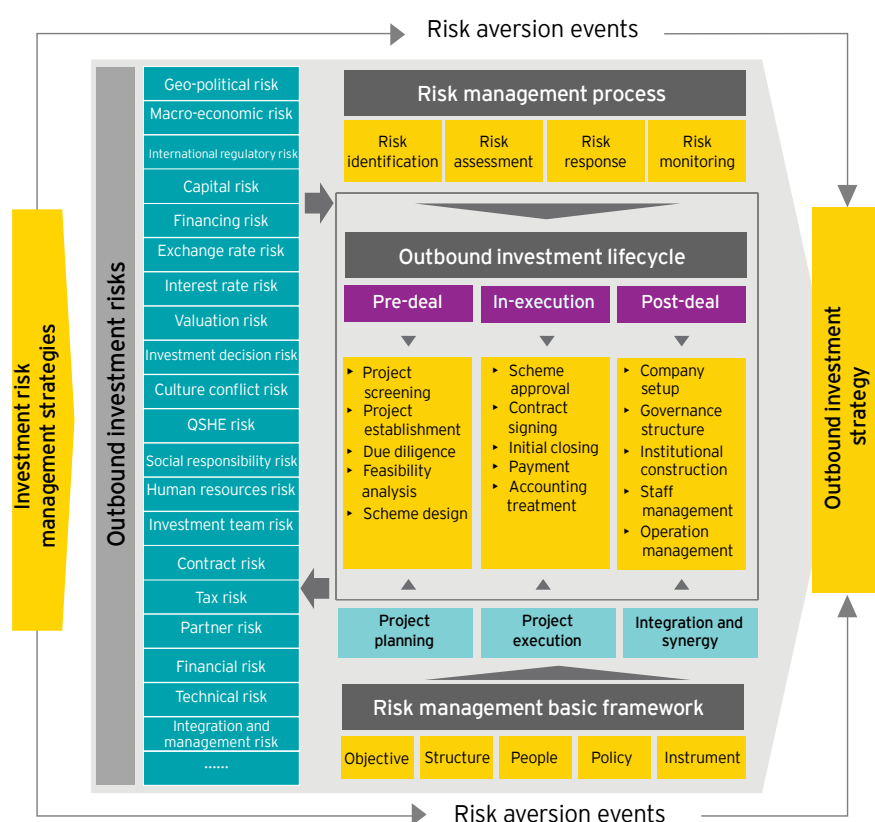 Risk aversion events
Investment risk
management strategies
Outbound investment risks
Geo-political risk
Macro-economic risk
International regulatory risk
Capital risk
Financing risk
Exchange rate risk
Interest rate risk
Valuation risk
Investment decision risk
Culture conflict risk
QSHE risk
Social responsibility risk
Human resources risk
Investment team risk
Contract risk
Tax risk
Partner risk
Financial risk
Technical risk
Integration and
management risk
......
Risk management process
Risk
identification
Risk
assessment
Risk
response
Risk
monitoring
Outbound investment lifecycle
Pre-deal
In-execution
Post-deal
‣ Project
screening
‣ Project
establishment
‣ Due diligence
‣ Feasibility
analysis
‣ Scheme design
‣ Scheme
approval
‣ Contract
signing
‣ Initial closing
‣ Payment
‣ Accounting
treatment
‣ Company
setup
‣ Governance
structure
‣ Institutional
construction
‣ Staff
management
‣ Operation
management
Project
planning
Project
execution
Integration and
synergy
Risk management basic framework
Objective
Structure
People
Policy
Instrument
Outbound investment
strategy
Risk aversion events